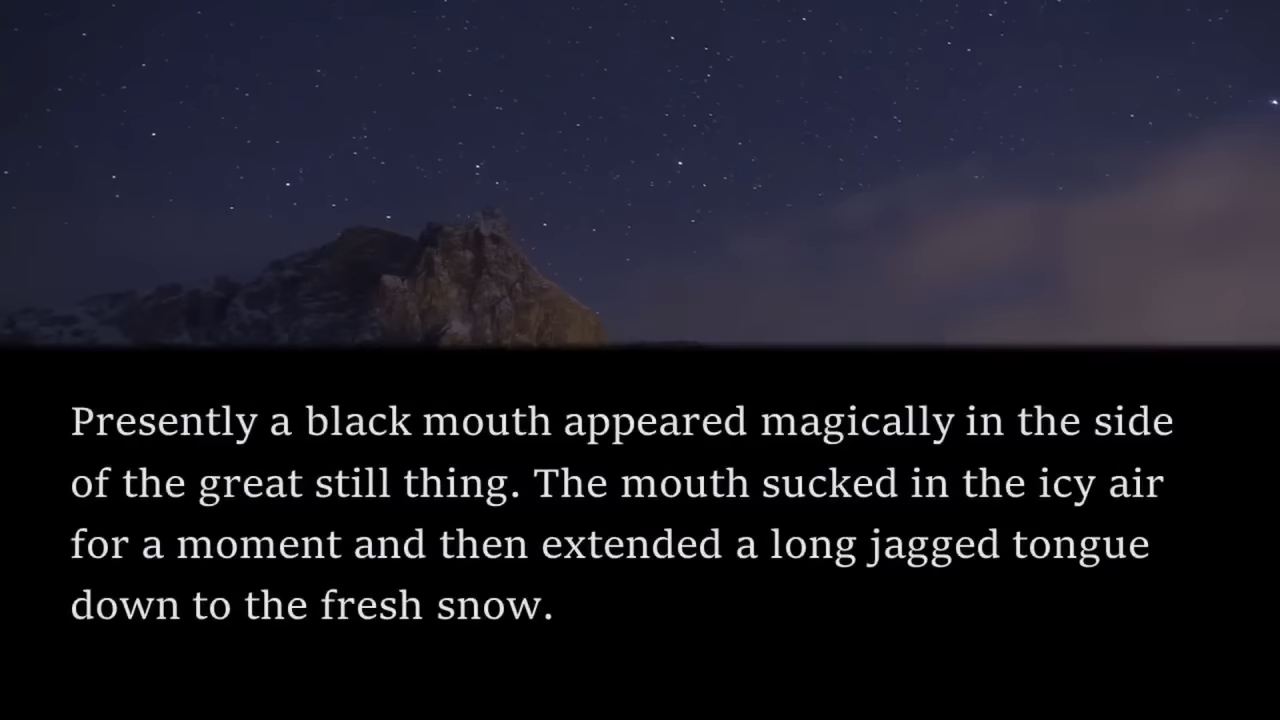 Presently a black mouth appeared magically in the side
of the great still thing. The mouth sucked in the icy air
for a moment and then extended a long jagged tongue
down to the fresh snow.